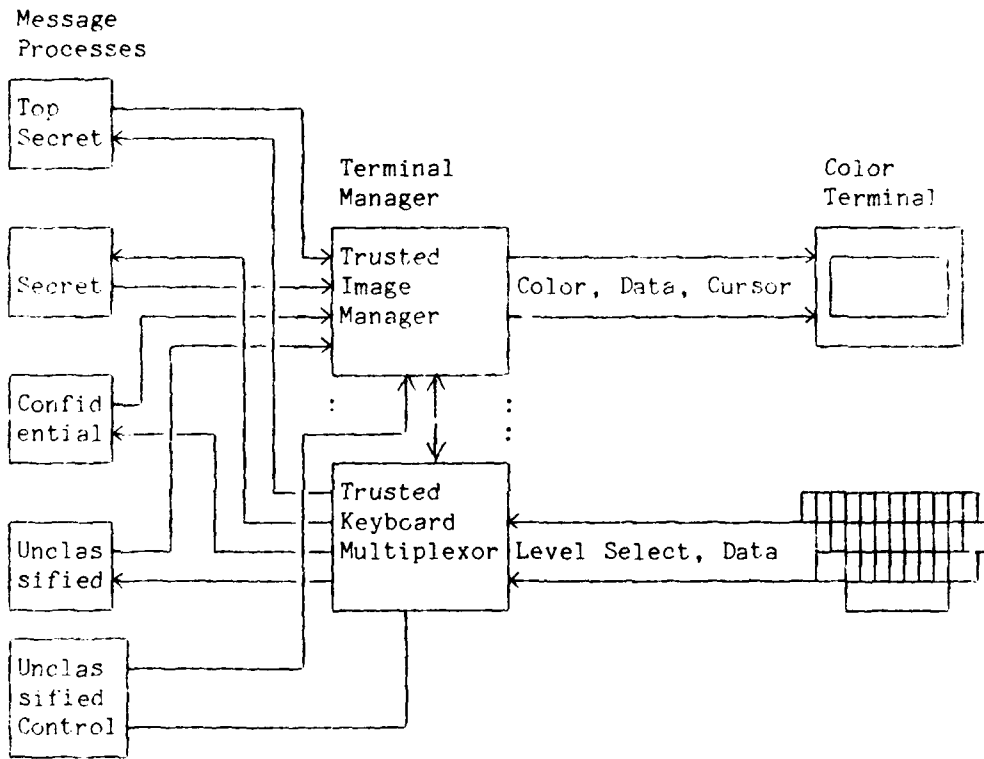 Message
Processes
Top
Secret
Terminal
Manager
Color
Terminal
Secret
Trusted
Image
Manager
Color, Data, Cursor
Confid
ential
Trusted
Keyboard
Multiplexor
Level Select, Data
Unclas
sified
Unclas
sified
Control